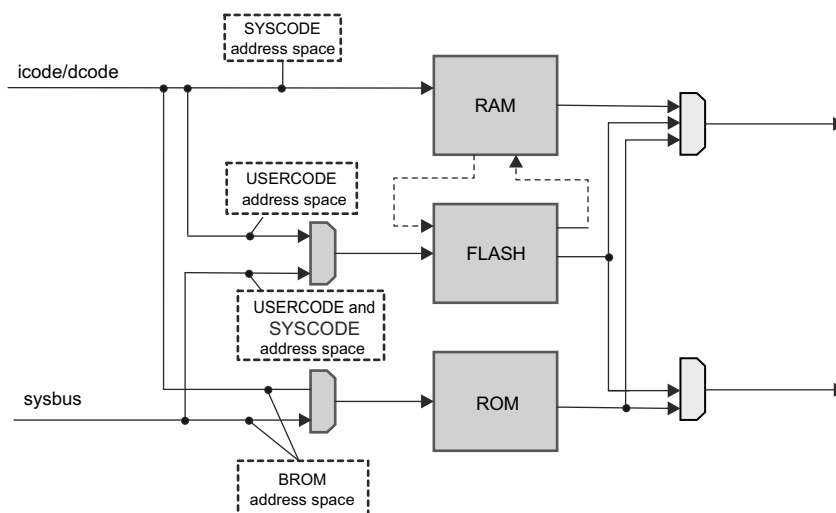 SYSCODE
address space
icode/dcode
RAM
USERCODE
address space
FLASH
USERCODE and
SYSCODE
address space
sysbus
ROM
BROM
address space